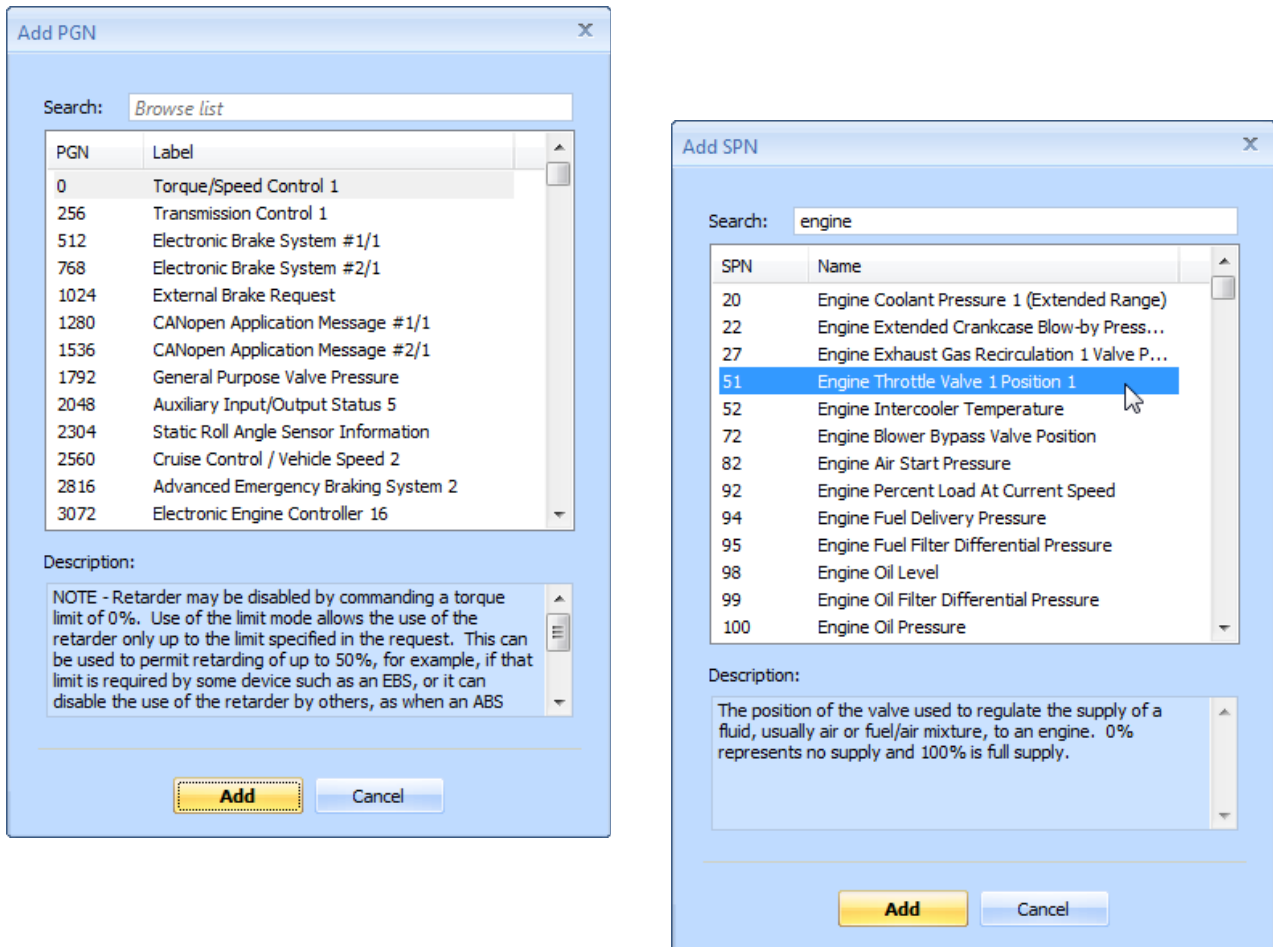 Add PGN
Search: Browse list
PGN Label
0 Torque/Speed Control 1
256 Transmission Control 1
512 Electronic Brake System #1/1
768 Electronic Brake System #2/1
1024 External Brake Request
1280 CANopen Application Message #1/1
1536 CANopen Application Message #2/1
1792 General Purpose Valve Pressure
2048 Auxiliary Input/Output Status 5
2304 Static Roll Angle Sensor Information
2560 Cruise Control / Vehicle Speed 2
2816 Advanced Emergency Braking System 2
3072 Electronic Engine Controller 16
Description:
NOTE - Retarder may be disabled by commanding a torque
limit of 0%. Use of the limit mode allows the use of the
retarder only up to the limit specified in the request. This can
be used to permit retarding of up to 50%, for example, if that
limit is required by some device such as an EBS, or it can
disable the use of the retarder by others, as when an ABS
Add Cancel
Add SPN
Search: engine
SPN Name
20 Engine Coolant Pressure 1 (Extended Range)
22 Engine Extended Crankcase Blow-by Press...
27 Engine Exhaust Gas Recirculation 1 Valve P...
51 Engine Throttle Valve 1 Position 1
52 Engine Intercooler Temperature
72 Engine Blower Bypass Valve Position
82 Engine Air Start Pressure
92 Engine Percent Load At Current Speed
94 Engine Fuel Delivery Pressure
95 Engine Fuel Filter Differential Pressure
98 Engine Oil Level
99 Engine Oil Filter Differential Pressure
100 Engine Oil Pressure
Description:
The position of the valve used to regulate the supply of a
fluid, usually air or fuel/air mixture, to an engine. 0%
represents no supply and 100% is full supply.
Add Cancel